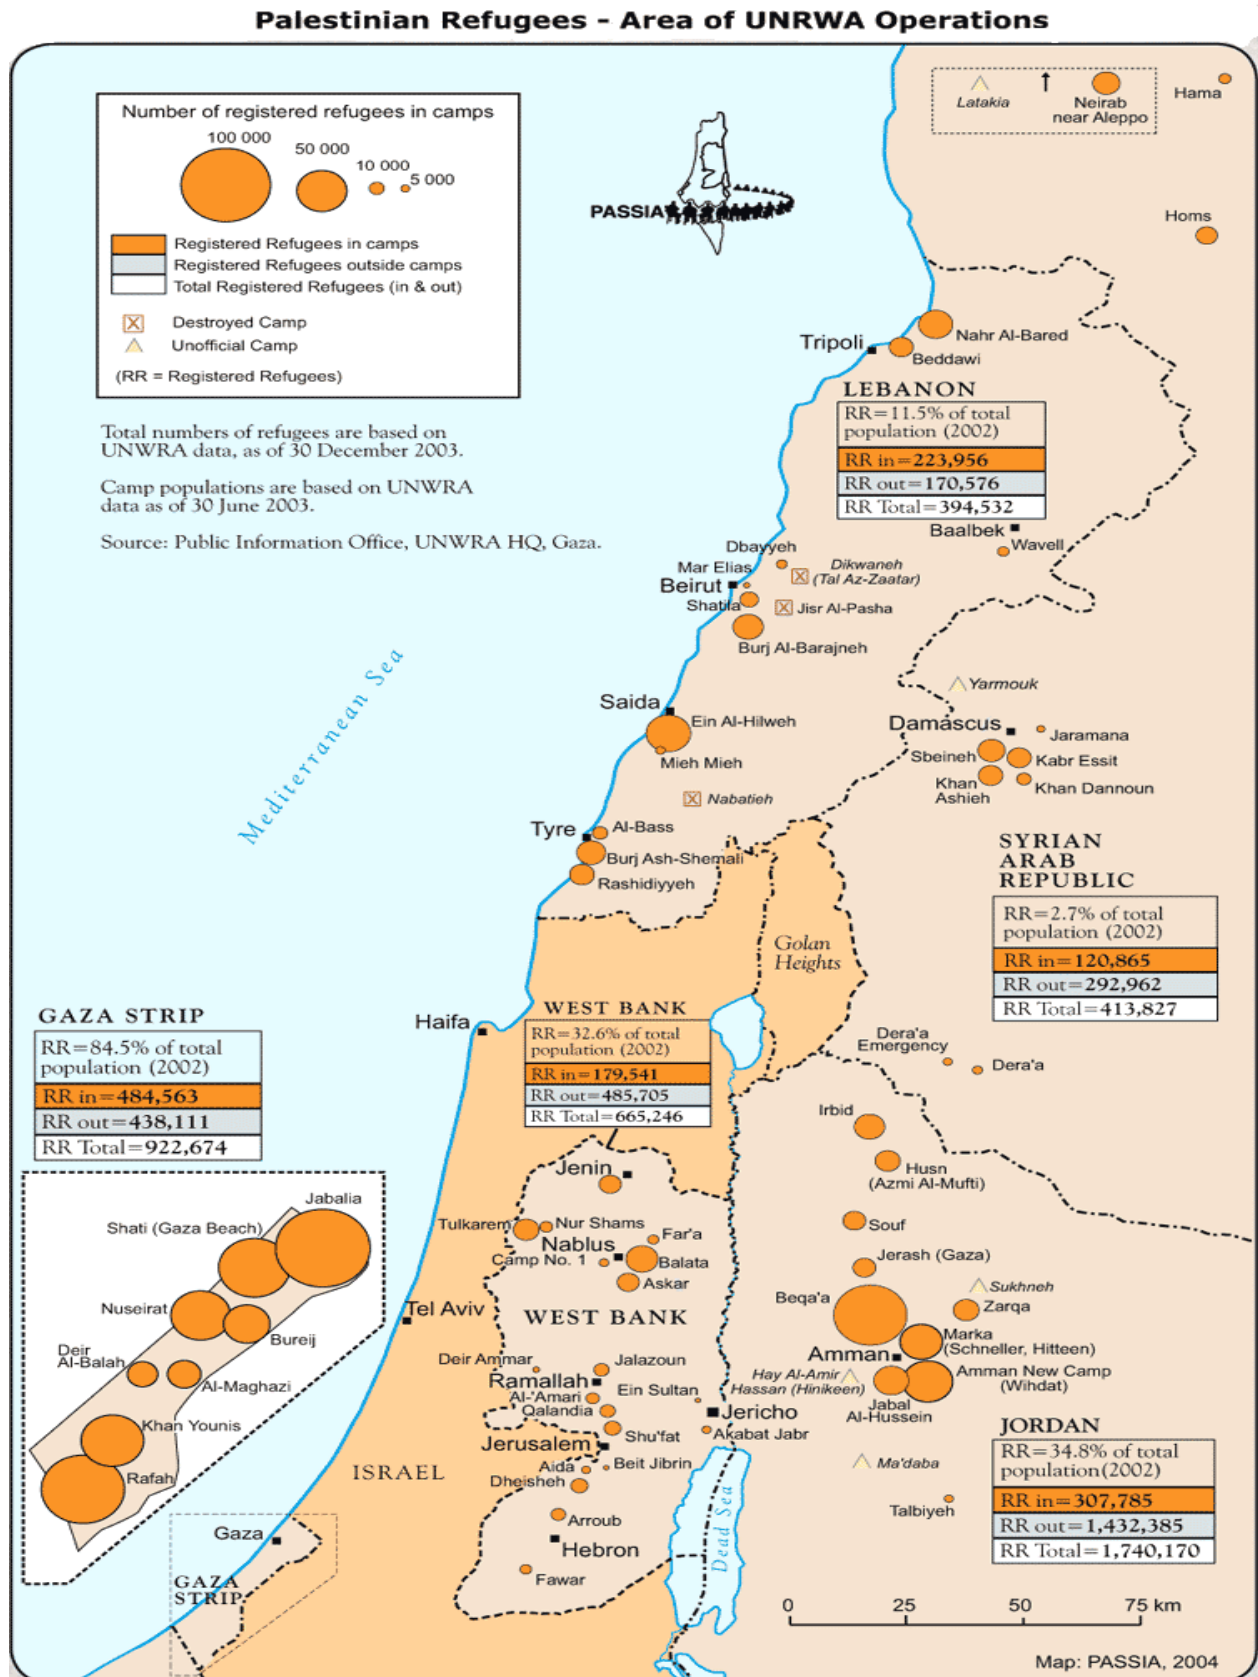 Palestinian Refugees - Area of UNRWA Operations
Number of registered refugees in camps
100 000
50 000
10 000
5 000
Registered Refugees in camps
Registered Refugees outside camps
Total Registered Refugees (in & out)
Destroyed Camp
Unofficial Camp
(RR = Registered Refugees)
Total numbers of refugees are based on
UNWRA data, as of 30 December 2003.
Camp populations are based on UNWRA
data as of 30 June 2003.
Source: Public Information Office, UNWRA HQ, Gaza.
PASSIA
Latakia
Neirab
near Aleppo
Hama
Homs
Nahr Al-Bared
Tripoli
Beddawi
LEBANON
RR=11.5% of total
population (2002)
RR in=223,956
RR out=170,576
RR Total=394,532
Baalbek
Wavell
Dbayyeh
Mar Elias
Dikwaneh
(Tal Az-Zaatar)
Beirut
Shatila
Jisr Al-Pasha
Burj Al-Barajneh
Mediterranean Sea
Yarmouk
Saida
Ein Al-Hilweh
Mieh Mieh
Damascus
Jaramana
Sbeineh
Kabr Essit
Khan
Ashieh
Khan Dannoun
Nabatieh
Tyre
Al-Bass
Burj Ash-Shemali
Rashidiyyeh
SYRIAN
ARAB
REPUBLIC
RR=2.7% of total
population (2002)
RR in=120,865
RR out=292,962
RR Total=413,827
Golan
Heights
GAZA STRIP
RR=84.5% of total
population (2002)
RR in=484,563
RR out=438,111
RR Total=922,674
Haifa
WEST BANK
RR=32.6% of total
population (2002)
RR in=179,541
RR out=485,705
RR Total=665,246
Dera'a
Emergency
Dera'a
Irbid
Husn
(Azmi Al-Mufti)
Souf
Jerash (Gaza)
Sukhneh
Beqa'a
Zarqa
Marka
(Schneller, Hitteen)
Amman
Hay Al-Amir
Hassan (Hinikeen)
Amman New Camp
(Wihdat)
Jabal
Al-Hussein
Jenin
Tulkarem
Nur Shams
Nablus
Far'a
Camp No. 1
Balata
Askar
WEST BANK
Tel Aviv
Deir Ammar
Jalazoun
Ramallah
Al-'Amari
Ein Sultan
Qalandia
Jericho
Shu'fat
Akabat Jabr
Jerusalem
Aida
Beit Jibrin
Dheisheh
Arroub
Hebron
Fawar
ISRAEL
Dead Sea
Jabalia
Shati (Gaza Beach)
Nuseirat
Bureij
Deir
Al-Balah
Al-Maghazi
Khan Younis
Rafah
Gaza
GAZA
STRIP
JORDAN
RR=34.8% of total
population(2002)
RR in=307,785
RR out=1,432,385
RR Total=1,740,170
Ma'daba
Talbiyeh
0 25 50 75 km
Map: PASSIA, 2004